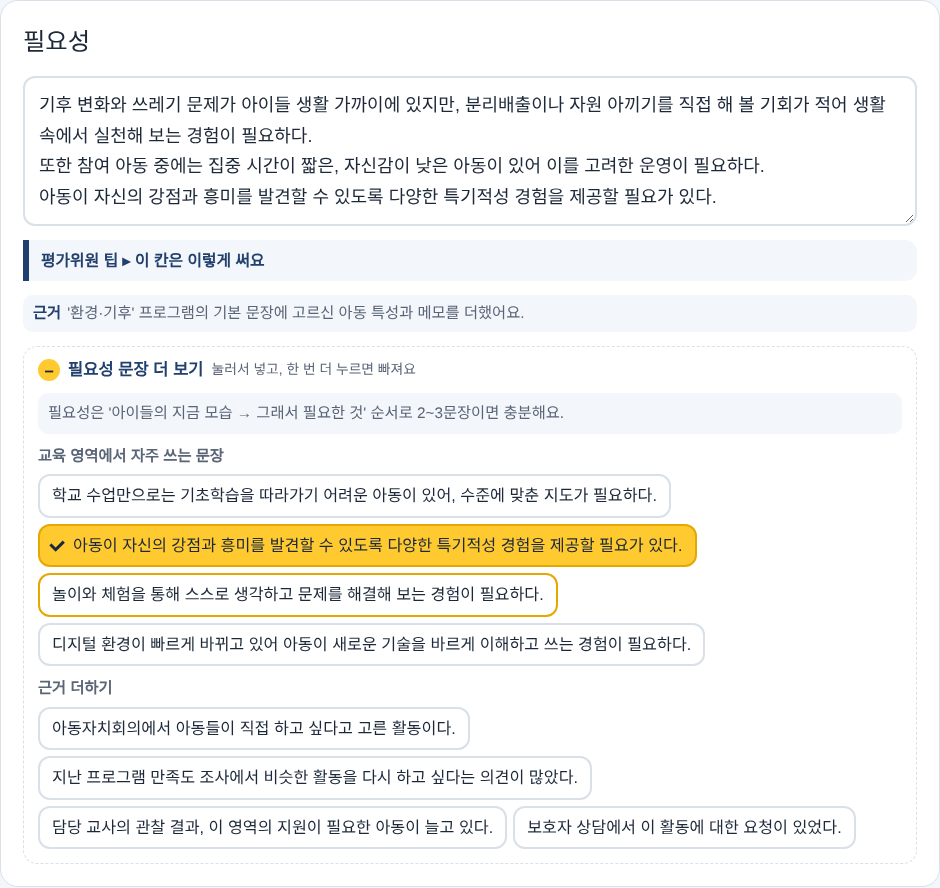 필요성
기후 변화와 쓰레기 문제가 아이들 생활 가까이에 있지만, 분리배출이나 자원 아끼기를 직접 해 볼 기회가 적어 생활
속에서 실천해 보는 경험이 필요하다.
또한 참여 아동 중에는 집중 시간이 짧은, 자신감이 낮은 아동이 있어 이를 고려한 운영이 필요하다.
아동이 자신의 강점과 흥미를 발견할 수 있도록 다양한 특기적성 경험을 제공할 필요가 있다.
평가위원 팁 ▸ 이 칸은 이렇게 써요
근거 '환경·기후' 프로그램의 기본 문장에 고르신 아동 특성과 메모를 더했어요.
– 필요성 문장 더 보기 눌러서 넣고, 한 번 더 누르면 빠져요
필요성은 '아이들의 지금 모습 → 그래서 필요한 것' 순서로 2~3문장이면 충분해요.
교육 영역에서 자주 쓰는 문장
학교 수업만으로는 기초학습을 따라가기 어려운 아동이 있어, 수준에 맞춘 지도가 필요하다.
✔ 아동이 자신의 강점과 흥미를 발견할 수 있도록 다양한 특기적성 경험을 제공할 필요가 있다.
놀이와 체험을 통해 스스로 생각하고 문제를 해결해 보는 경험이 필요하다.
디지털 환경이 빠르게 바뀌고 있어 아동이 새로운 기술을 바르게 이해하고 쓰는 경험이 필요하다.
근거 더하기
아동자치회의에서 아동들이 직접 하고 싶다고 고른 활동이다.
지난 프로그램 만족도 조사에서 비슷한 활동을 다시 하고 싶다는 의견이 많았다.
담당 교사의 관찰 결과, 이 영역의 지원이 필요한 아동이 늘고 있다. 보호자 상담에서 이 활동에 대한 요청이 있었다.